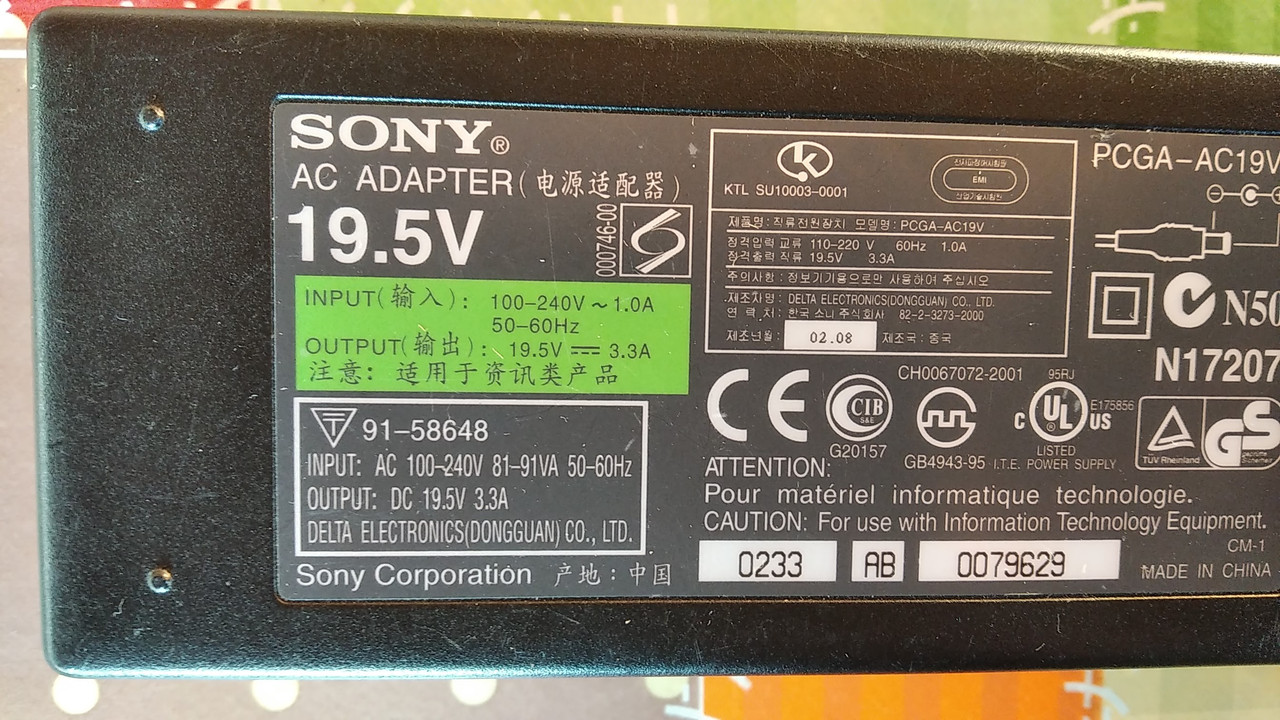 SONY®
AC ADAPTER(电源适配器)
19.5V
000746-00
INPUT(输入): 100-240V~1.0A
50-60Hz
OUTPUT(输出): 19.5V⎓3.3A
注意: 适用于资讯类产品
T 91-58648
INPUT: AC 100-240V 81-91VA 50-60Hz
OUTPUT: DC 19.5V 3.3A
DELTA ELECTRONICS(DONGGUAN) CO., LTD.
Sony Corporation 产地:中国
KTL SU10003-0001
EMI
제품명:직류전원장치 모델명:PCGA-AC19V
정격입력 교류 110-220 V 60Hz 1.0A
정격출력 직류 19.5V 3.3A
주의사항:정보기기용으로만 사용하여 주십시오
제조자명: DELTA ELECTRONICS(DONGGUAN) CO., LTD.
연 락 처: 한국 소니 주식회사 82-2-3273-2000
제조년월 02.08 제조국:중국
PCGA-AC19V
N50
N17207
CE
CIB
S&E
G20157
CH0067072-2001
GB4943-95
95RJ
c UL US
E175856
LISTED
I.T.E. POWER SUPPLY
TÜV Rheinland
GS
geprüfte
Sicherheit
ATTENTION:
Pour matériel informatique technologie.
CAUTION: For use with Information Technology Equipment.
CM-1
0233 AB 0079629
MADE IN CHINA